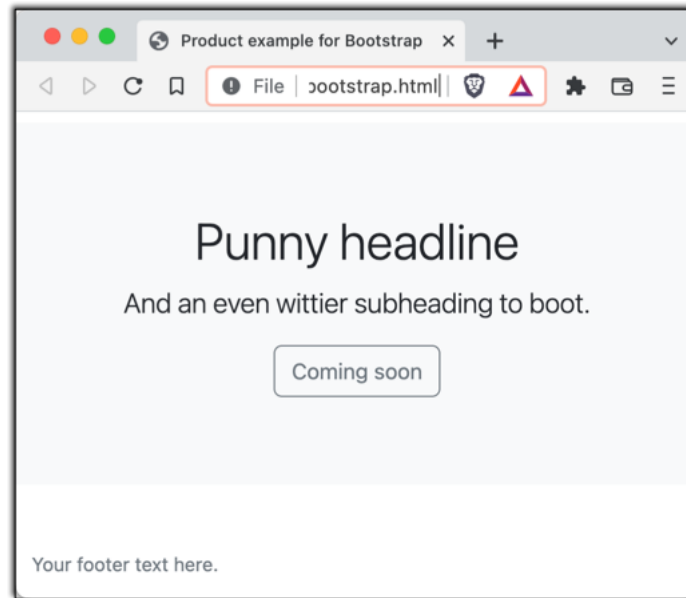 Product example for Bootstrap
File bootstrap.html
Punny headline
And an even wittier subheading to boot.
Coming soon
Your footer text here.